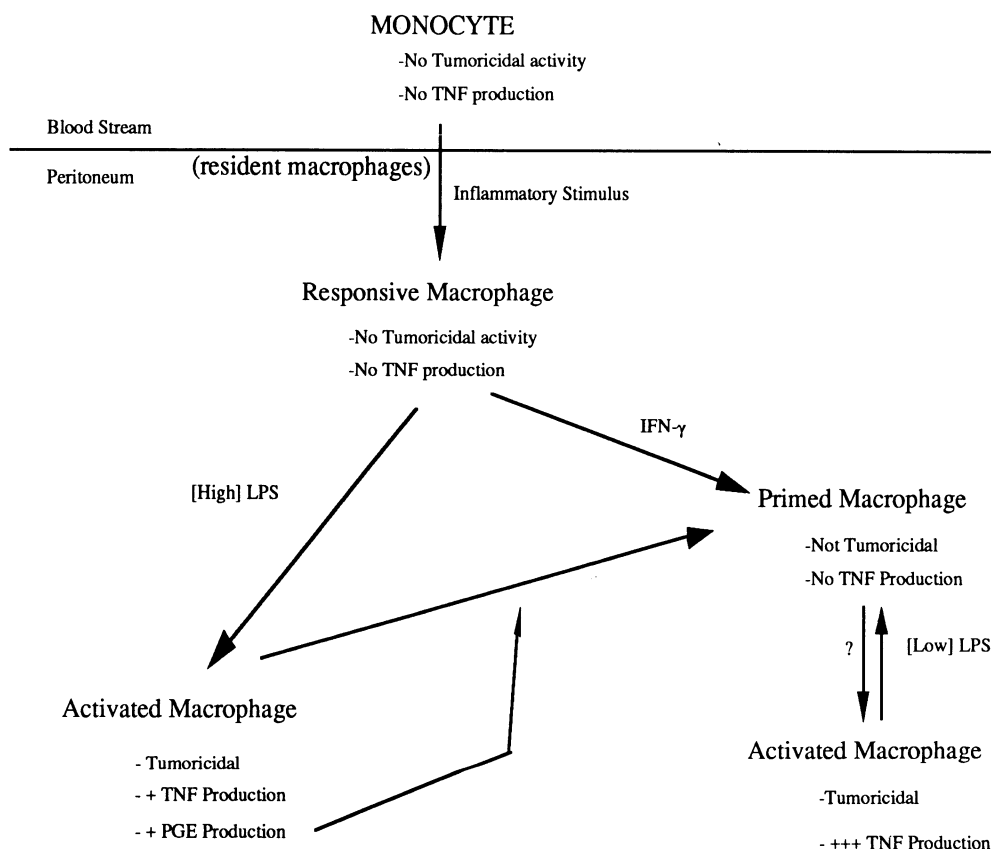 MONOCYTE
-No Tumoricidal activity
-No TNF production
Blood Stream
(resident macrophages)
Peritoneum
Inflammatory Stimulus
Responsive Macrophage
-No Tumoricidal activity
-No TNF production
IFN-γ
[High] LPS
Primed Macrophage
-Not Tumoricidal
-No TNF Production
?
[Low] LPS
Activated Macrophage
- Tumoricidal
- + TNF Production
- + PGE Production
Activated Macrophage
-Tumoricidal
- +++ TNF Production